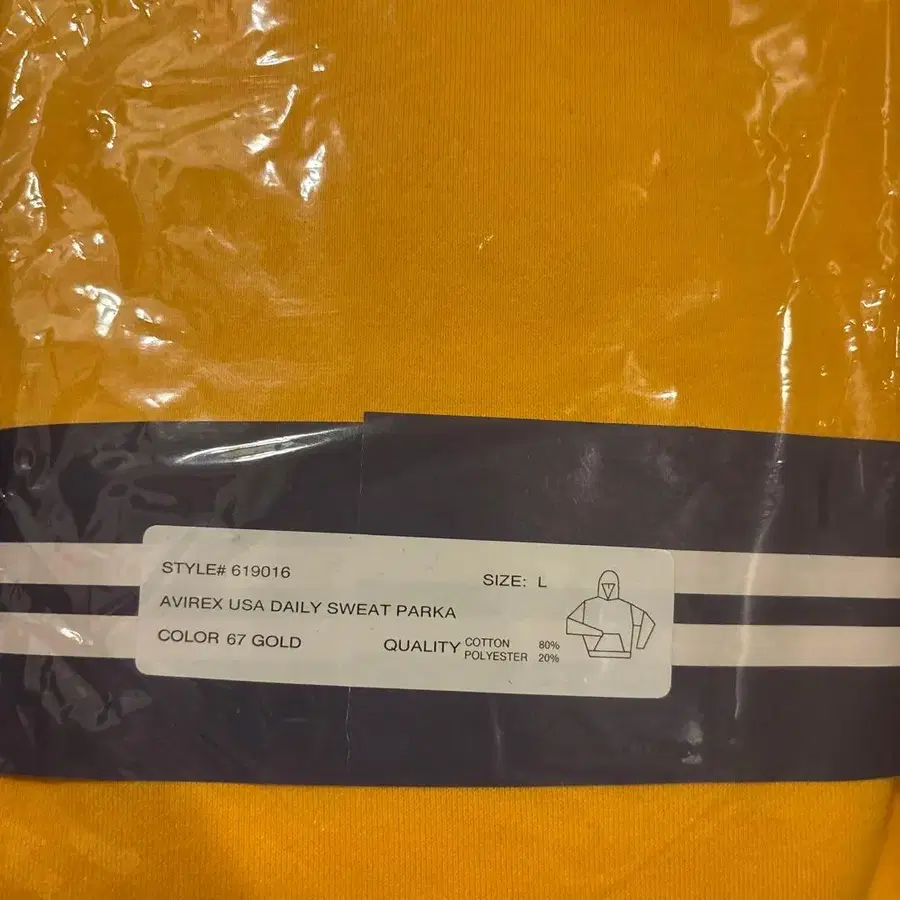 STYLE# 619016
SIZE: L
AVIREX USA DAILY SWEAT PARKA
COLOR 67 GOLD
QUALITY COTTON 80%
POLYESTER 20%